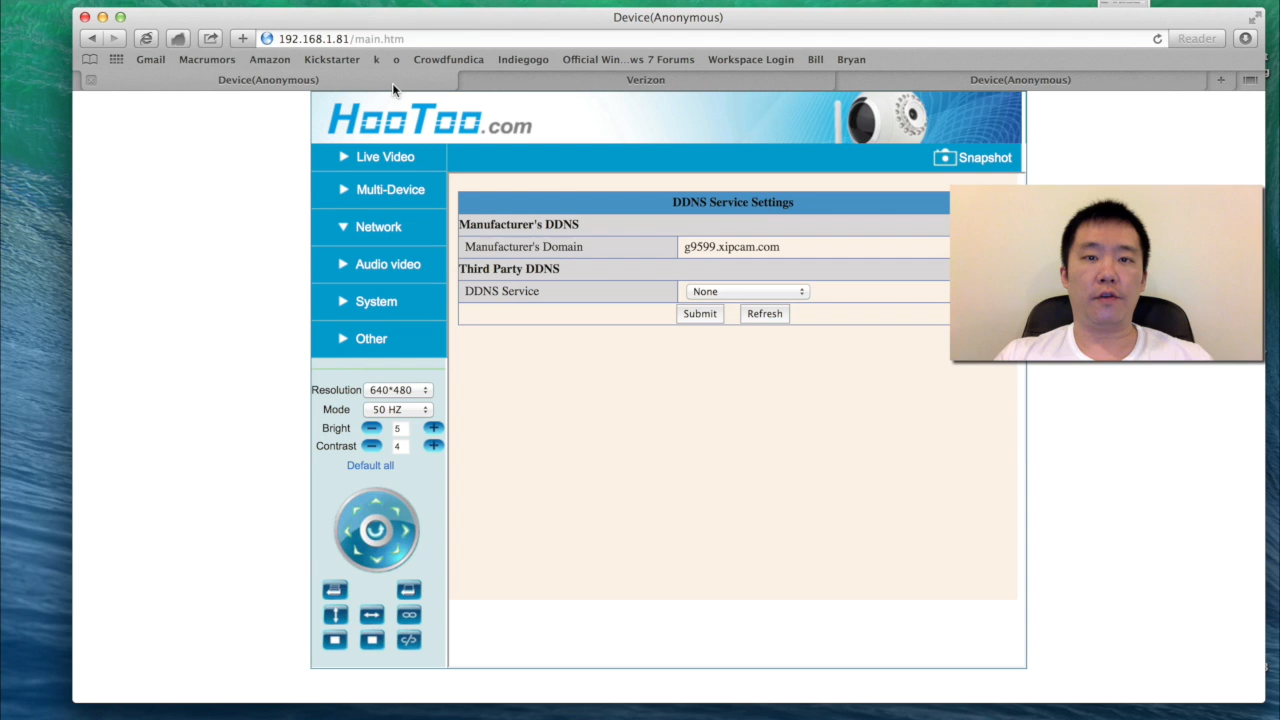 Device(Anonymous)
192.168.1.81/main.htm
Reader
Gmail Macrumors Amazon Kickstarter k o Crowdfundica Indiegogo Official Win...ws 7 Forums Workspace Login Bill Bryan
Device(Anonymous) Verizon Device(Anonymous)
HooToo.com
Live Video
Snapshot
Multi-Device
Network
Audio video
System
Other
DDNS Service Settings
Manufacturer's DDNS
Manufacturer's Domain g9599.xipcam.com
Third Party DDNS
DDNS Service None
Submit Refresh
Resolution 640*480
Mode 50 HZ
Bright 5
Contrast 4
Default all